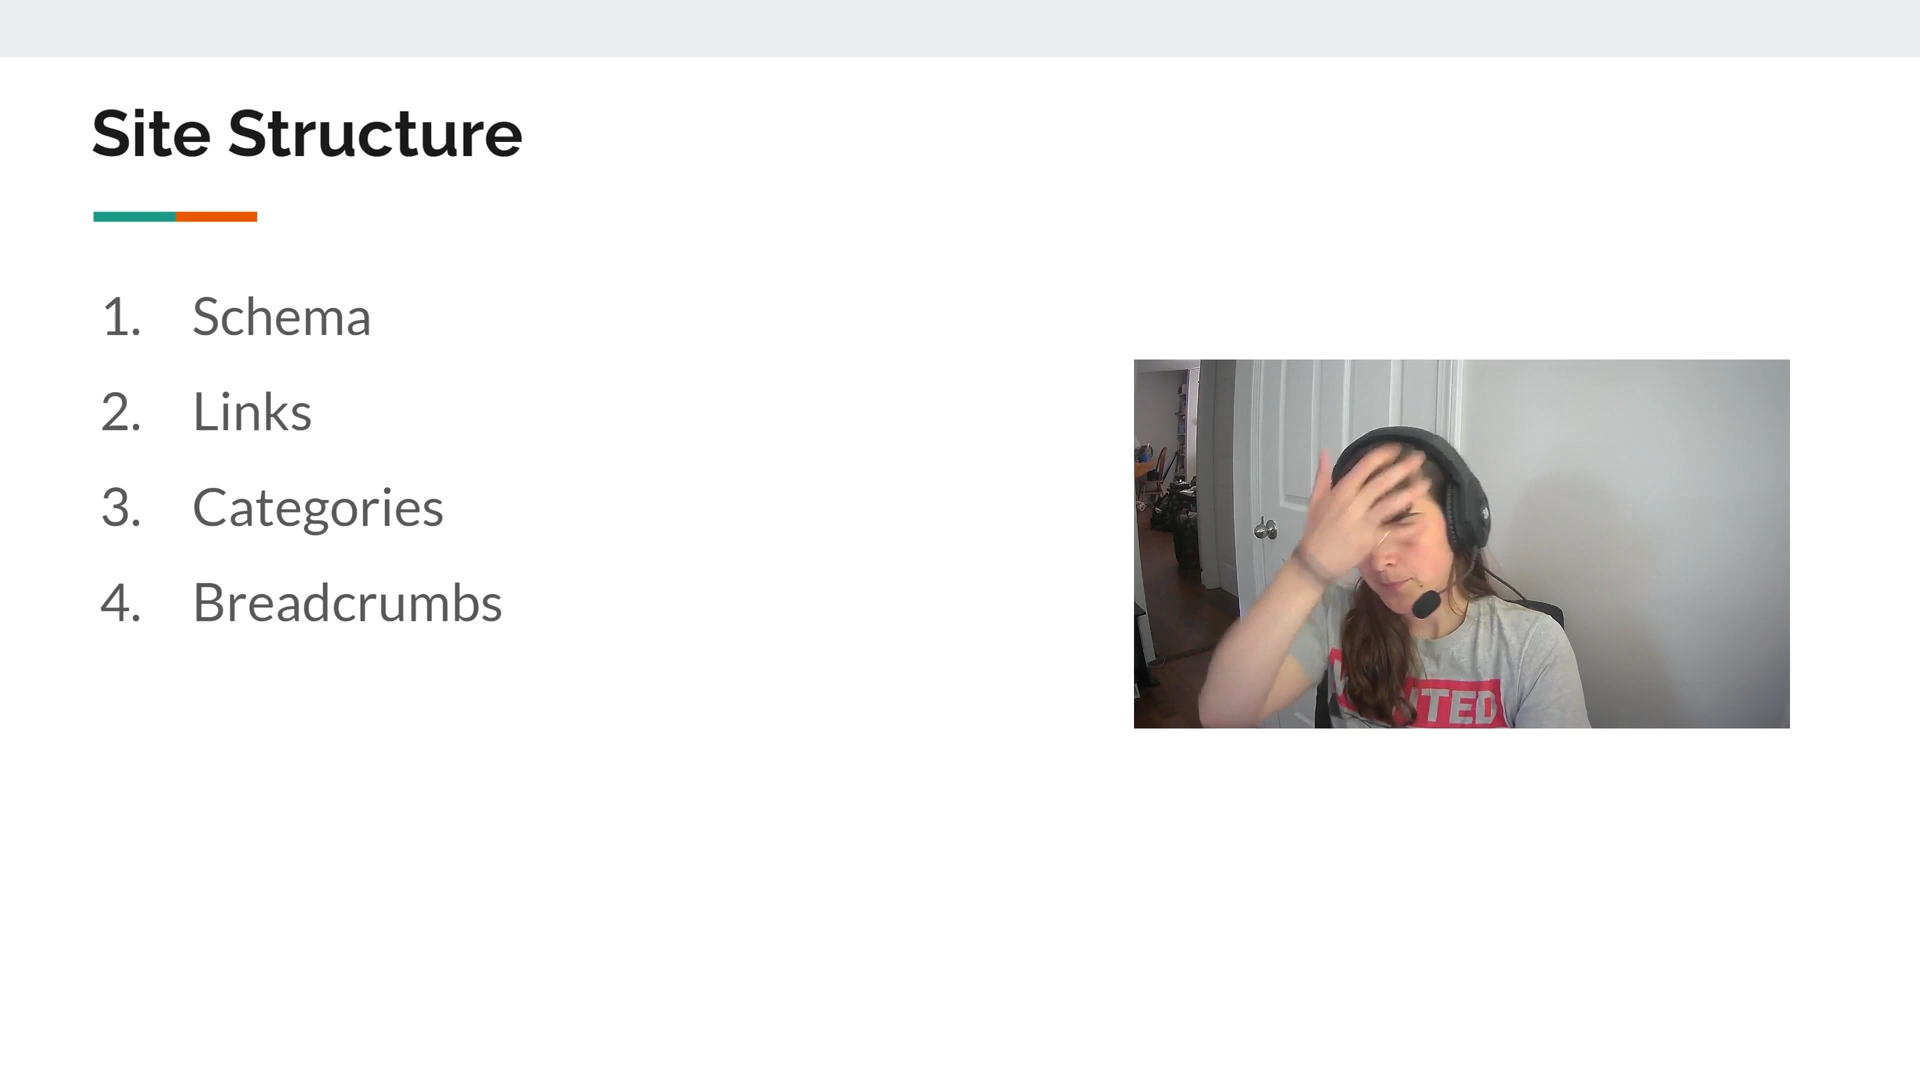 Site Structure
1. Schema
2. Links
3. Categories
4. Breadcrumbs